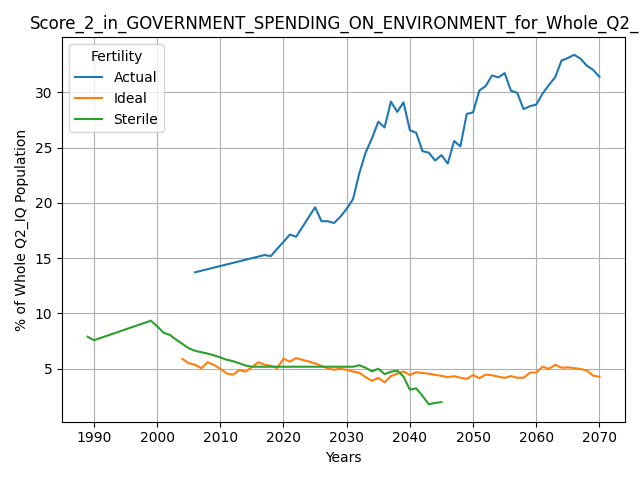 Score_2_in_GOVERNMENT_SPENDING_ON_ENVIRONMENT_for_Whole_Q2_
Fertility
Actual
Ideal
Sterile
% of Whole Q2_IQ Population
30
25
20
15
10
5
1990 2000 2010 2020 2030 2040 2050 2060 2070
Years